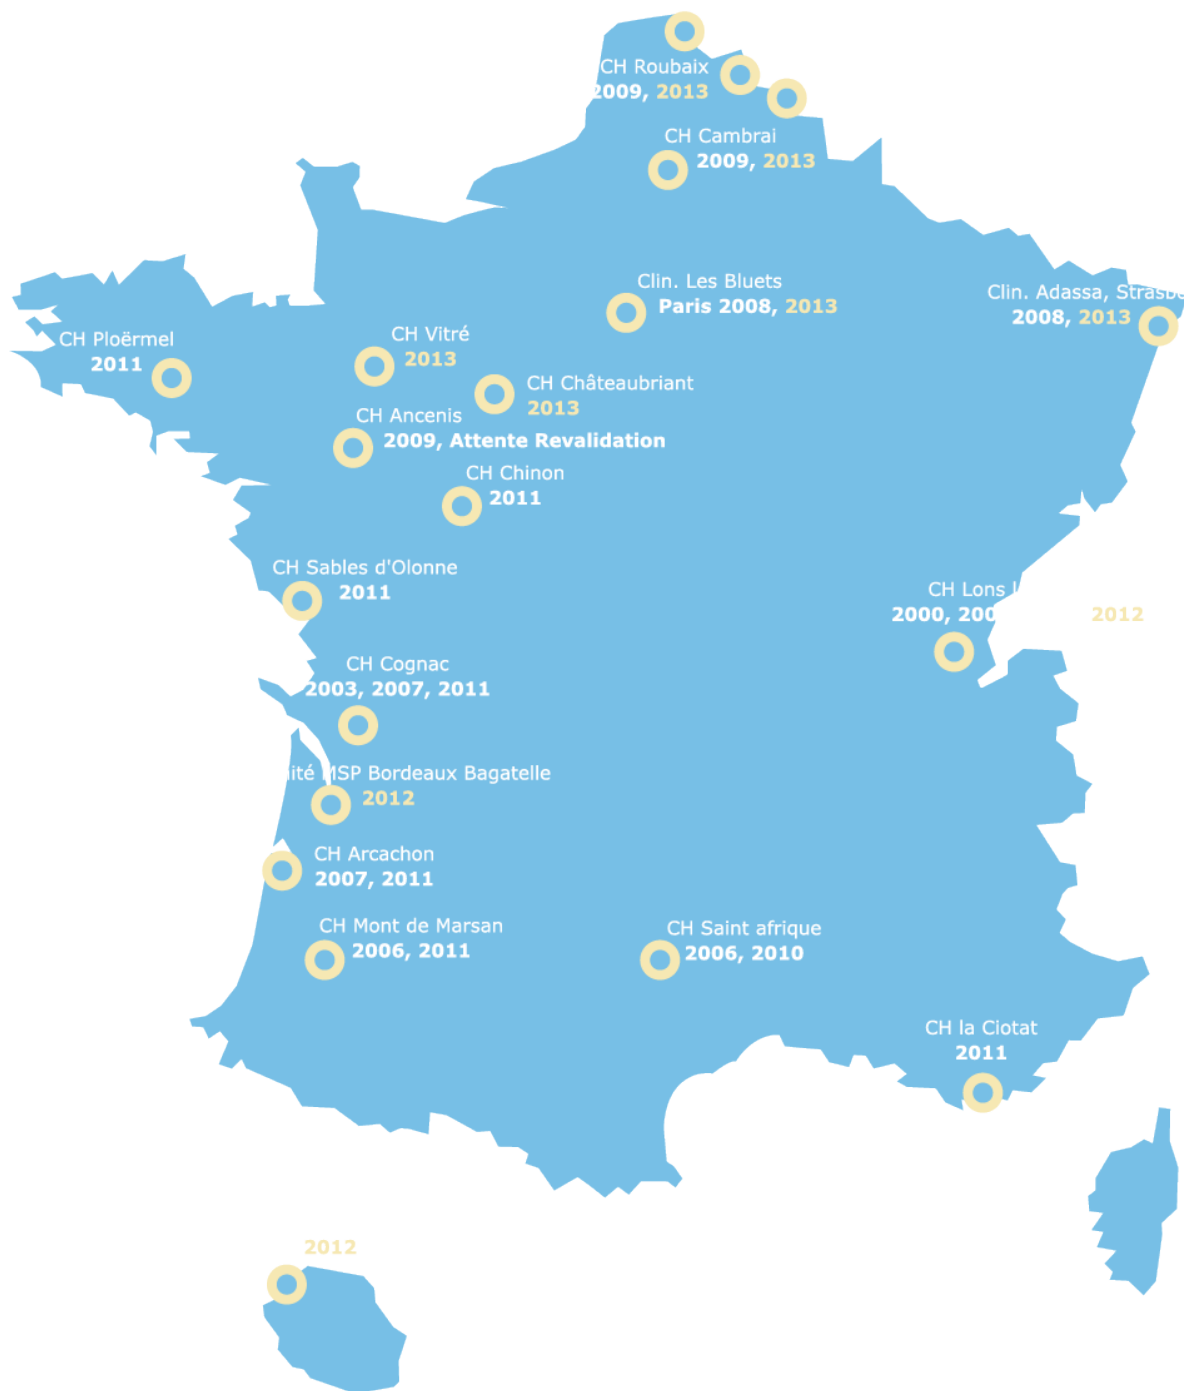 CH Roubaix
2009, 2013
CH Cambrai
2009, 2013
Clin. Les Bluets
Paris 2008, 2013
Clin. Adassa,
2008, 2013
CH Ploërmel
2011
CH Vitré
2013
CH Châteaubriant
2013
CH Ancenis
2009, Attente Revalidation
CH Chinon
2011
CH Sables d'Olonne
2011
CH Lons
2000, 2012
CH Cognac
2003, 2007, 2011
MSP Bordeaux Bagatelle
2012
CH Arcachon
2007, 2011
CH Mont de Marsan
2006, 2011
CH Saint afrique
2006, 2010
CH la Ciotat
2011
2012